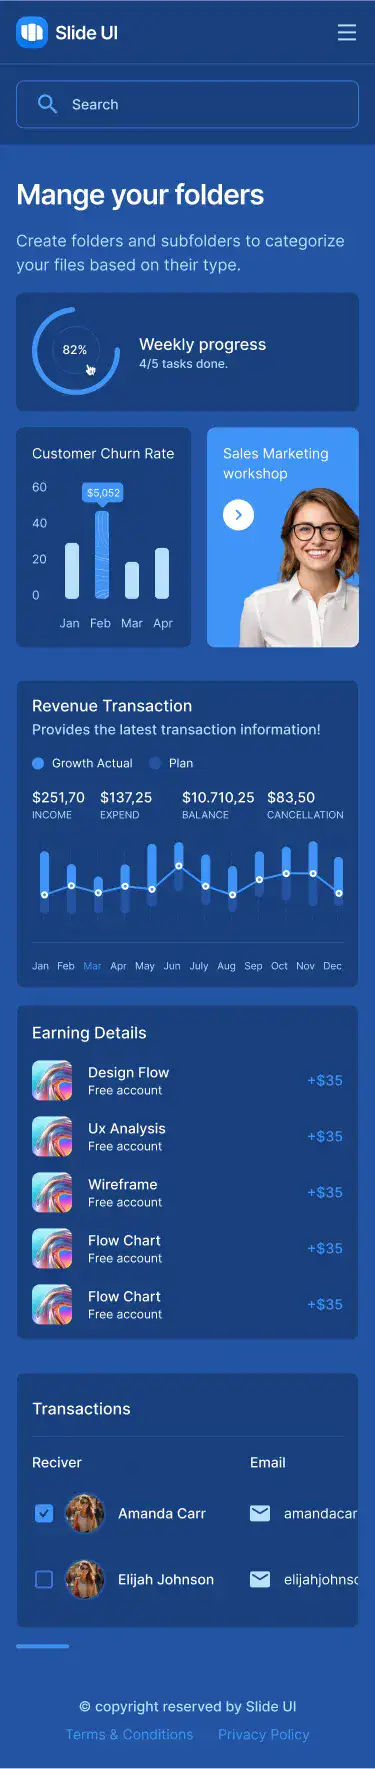 Slide UI
Search
Mange your folders
Create folders and subfolders to categorize
your files based on their type.
82%
Weekly progress
4/5 tasks done.
Customer Churn Rate
60
$5,052
40
20
0
Jan Feb Mar Apr
Sales Marketing
workshop
Revenue Transaction
Provides the latest transaction information!
Growth Actual Plan
$251,70 $137,25 $10.710,25 $83,50
INCOME EXPEND BALANCE CANCELLATION
Jan Feb Mar Apr May Jun July Aug Sep Oct Nov Dec
Earning Details
Design Flow
Free account
+$35
Ux Analysis
Free account
+$35
Wireframe
Free account
+$35
Flow Chart
Free account
+$35
Flow Chart
Free account
+$35
Transactions
Reciver Email
Amanda Carr amandacar
Elijah Johnson elijahjohnso
© copyright reserved by Slide UI
Terms & Conditions Privacy Policy